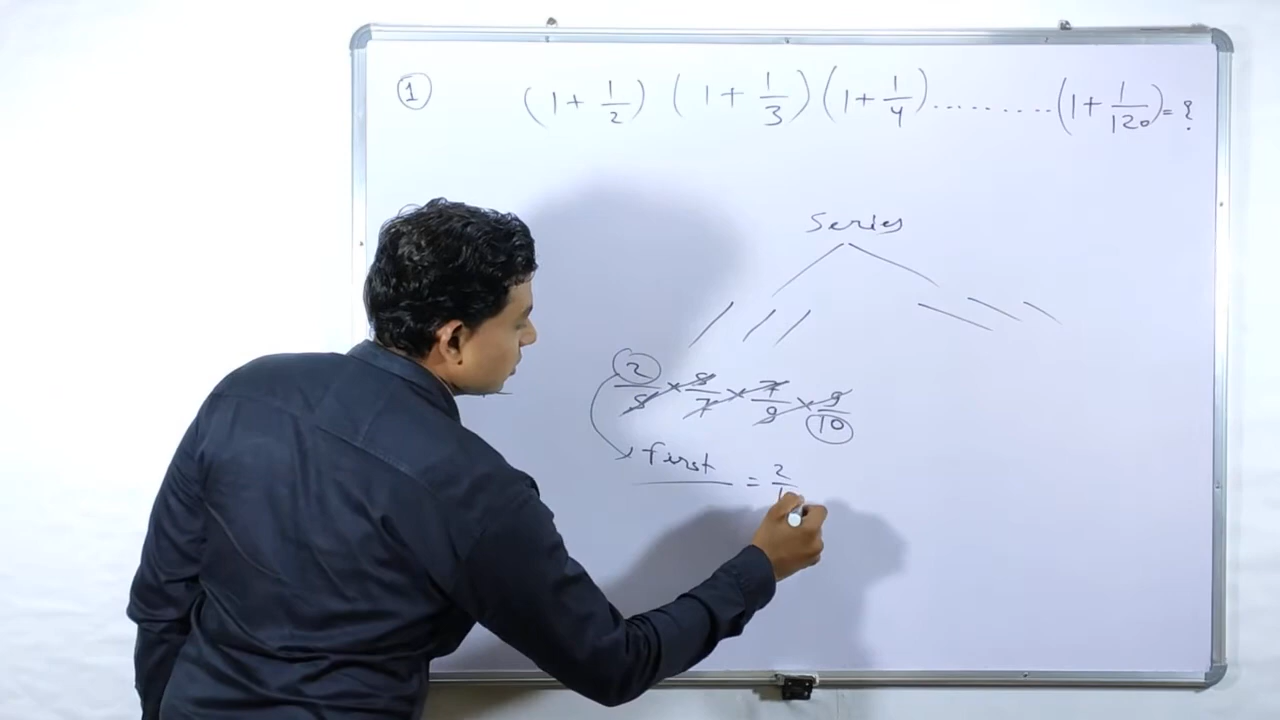 ① (1 + 1/2) (1 + 1/3) (1 + 1/4) ............ (1 + 1/120) = ?
Series
2/8 × 8/7 × 7/9 × 9/10
first = 2/1